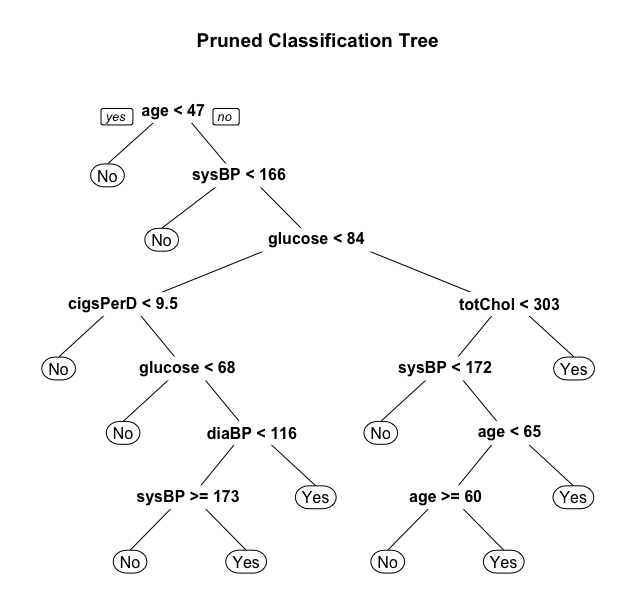 Pruned Classification Tree
yes age < 47 no
No sysBP < 166
No glucose < 84
cigsPerD < 9.5 totChol < 303
No glucose < 68 sysBP < 172 Yes
No diaBP < 116 No age < 65
sysBP >= 173 Yes age >= 60 Yes
No Yes No Yes